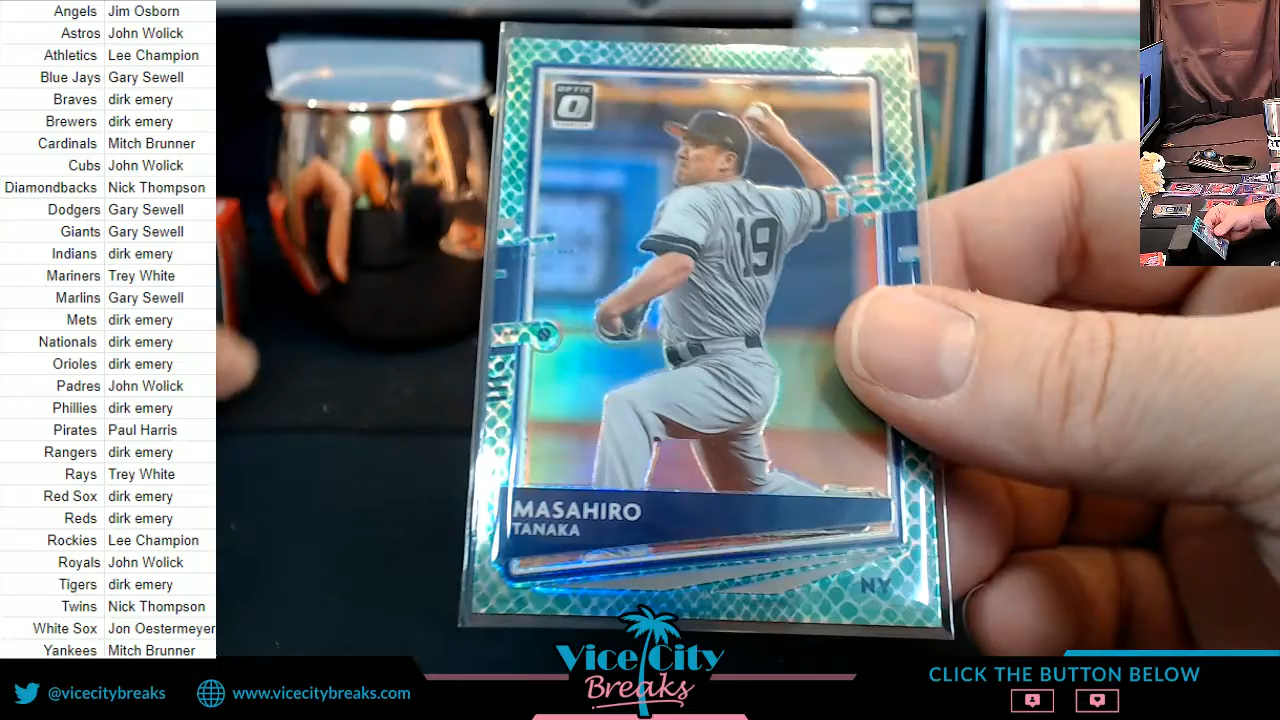 Angels Jim Osborn
Astros John Wolick
Athletics Lee Champion
Blue Jays Gary Sewell
Braves dirk emery
Brewers dirk emery
Cardinals Mitch Brunner
Cubs John Wolick
Diamondbacks Nick Thompson
Dodgers Gary Sewell
Giants Gary Sewell
Indians dirk emery
Mariners Trey White
Marlins Gary Sewell
Mets dirk emery
Nationals dirk emery
Orioles dirk emery
Padres John Wolick
Phillies dirk emery
Pirates Paul Harris
Rangers dirk emery
Rays Trey White
Red Sox dirk emery
Reds dirk emery
Rockies Lee Champion
Royals John Wolick
Tigers dirk emery
Twins Nick Thompson
White Sox Jon Oestermeyer
Yankees Mitch Brunner
OPTIC
O
19
MASAHIRO
TANAKA
NY
@vicecitybreaks
www.vicecitybreaks.com
Vice City
Breaks
CLICK THE BUTTON BELOW